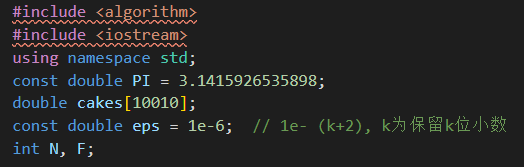 #include <algorithm>
#include <iostream>
using namespace std;
const double PI = 3.1415926535898;
double cakes[10010];
const double eps = 1e-6;  // 1e- (k+2), k为保留k位小数
int N, F;